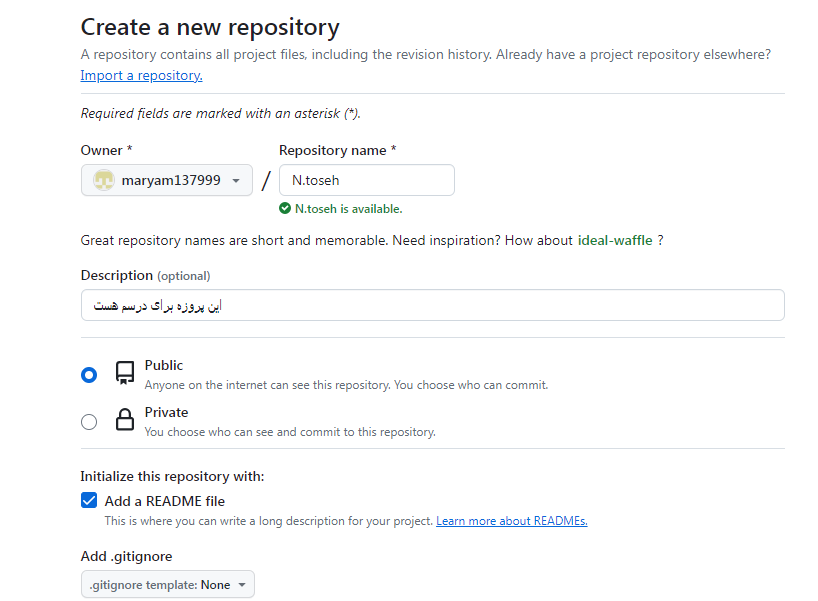 Create a new repository
A repository contains all project files, including the revision history. Already have a project repository elsewhere?
Import a repository.
Required fields are marked with an asterisk (*).
Owner * Repository name *
maryam137999 / N.toseh
N.toseh is available.
Great repository names are short and memorable. Need inspiration? How about ideal-waffle ?
Description (optional)
این پروزه برای درسم هست
Public
Anyone on the internet can see this repository. You choose who can commit.
Private
You choose who can see and commit to this repository.
Initialize this repository with:
Add a README file
This is where you can write a long description for your project. Learn more about READMEs.
Add .gitignore
.gitignore template: None